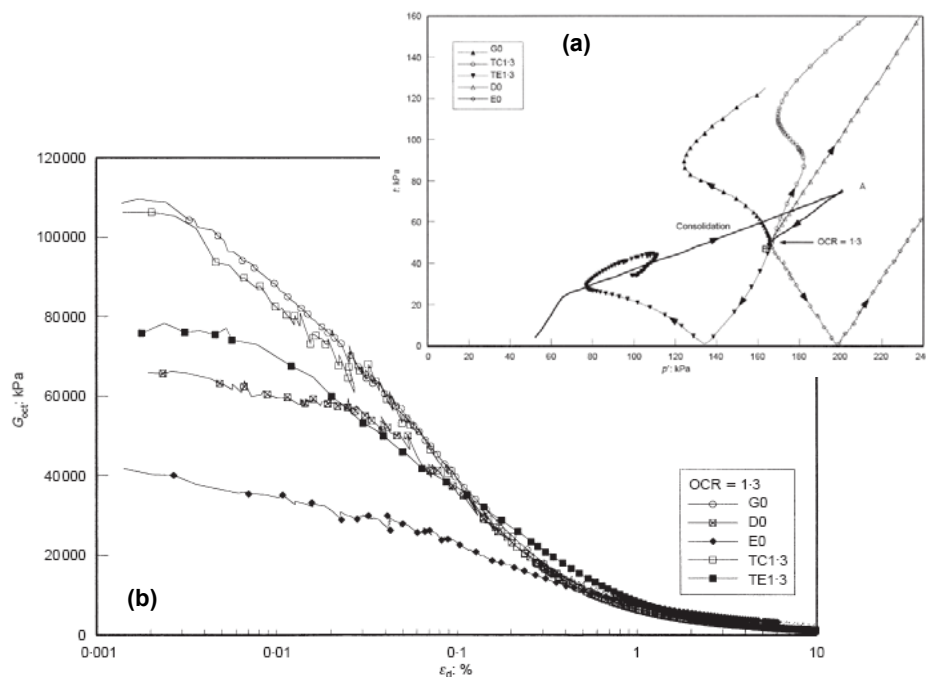 (a)
G0
TC1·3
TE1·3
D0
E0
t: kPa
160
140
120
100
80
60
40
20
0
A
Consolidation
OCR = 1·3
0 20 40 60 80 100 120 140 160 180 200 220 240
p': kPa
120000
100000
80000
60000
40000
20000
0
G_oct: kPa
(b)
OCR = 1·3
G0
D0
E0
TC1·3
TE1·3
0·001 0·01 0·1 1 10
ε_d: %